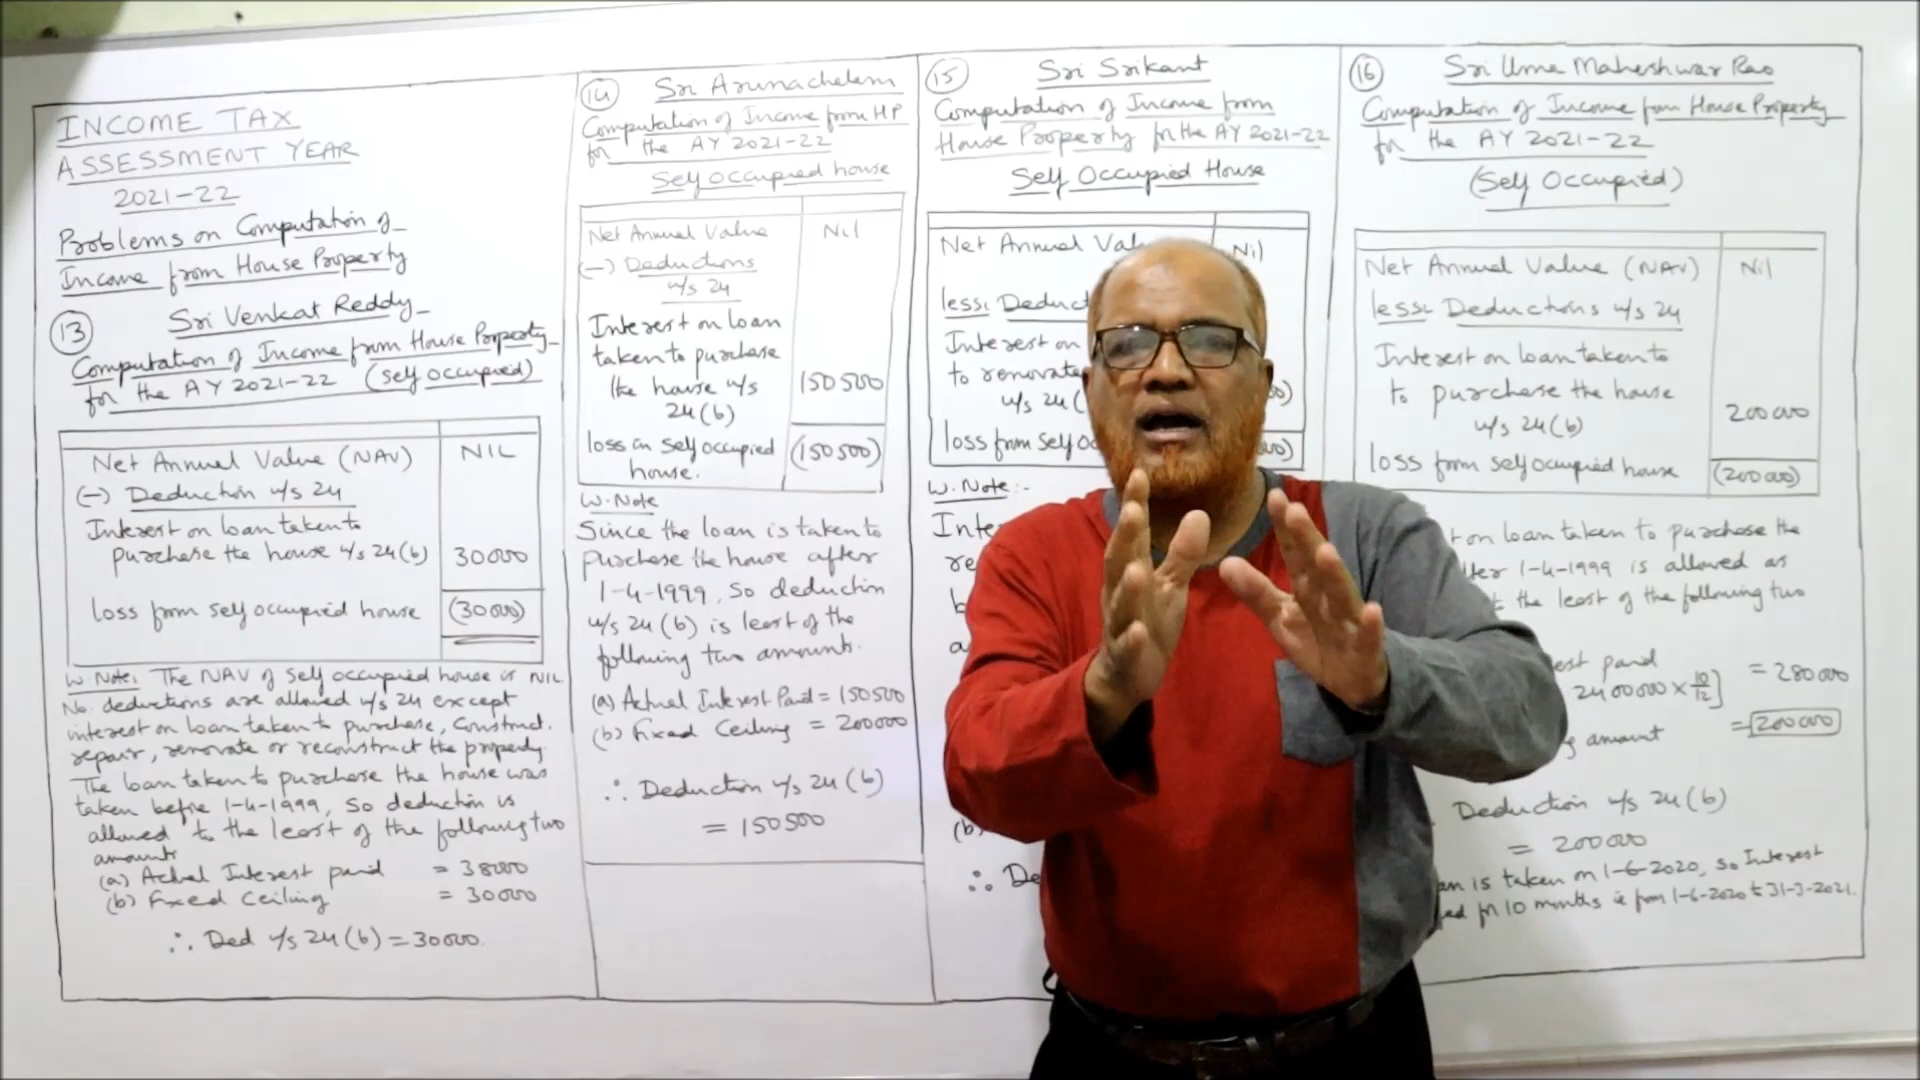 INCOME TAX
ASSESSMENT YEAR
2021-22
Problems on Computation of
Income from House Property
13 Sri Venkat Reddy
Computation of Income from House Property
for the AY 2021-22 (self occupied)
Net Annual Value (NAV) NIL
(-) Deduction u/s 24
Interest on loan taken to
purchase the house u/s 24(b) 30000
Loss from self occupied house (30000)
W. Note: The NAV of self occupied house is NIL
No deductions are allowed u/s 24 except
interest on loan taken to purchase, construct.
repair, renovate or reconstruct the property
The loan taken to purchase the house was
taken before 1-4-1999, so deduction is
allowed to the least of the following two
amounts
(a) Actual Interest paid = 38000
(b) Fixed Ceiling = 30000
∴ Ded u/s 24(b) = 30000.
14 Sri Arunachelam
Computation of Income from HP
for the AY 2021-22
Self Occupied house
Net Annual Value Nil
(-) Deductions
u/s 24
Interest on loan
taken to purchase
the house u/s 150500
24(b)
loss on self occupied (150500)
house.
W. Note
Since the loan is taken to
purchase the house after
1-4-1999, so deduction
u/s 24(b) is least of the
following two amounts.
(a) Actual Interest Paid = 150500
(b) Fixed Ceiling = 200000
∴ Deduction u/s 24(b)
= 150500
15 Sri Srikant
Computation of Income from
House Property for the AY 2021-22
Self Occupied House
Net Annual Nil
less:
Interest on
to renovate
u/s 24(
loss from self
W. Note:-
(b)
∴
16 Sri Uma Maheshwar Rao
Computation of Income from House Property
for the AY 2021-22
(Self Occupied)
Net Annual Value (NAV) Nil
less: Deductions u/s 24
Interest on loan taken to
to purchase the house 200000
u/s 24(b)
loss from self occupied house (200000)
on loan taken to purchase the
1-4-1999 is allowed as
the least of the following two
paid
2400000 × 10/12] = 280000
amount = 200000
Deduction u/s 24(b)
= 200000
is taken on 1-6-2020, so Interest
for 10 months ie from 1-6-2020 to 31-3-2021.